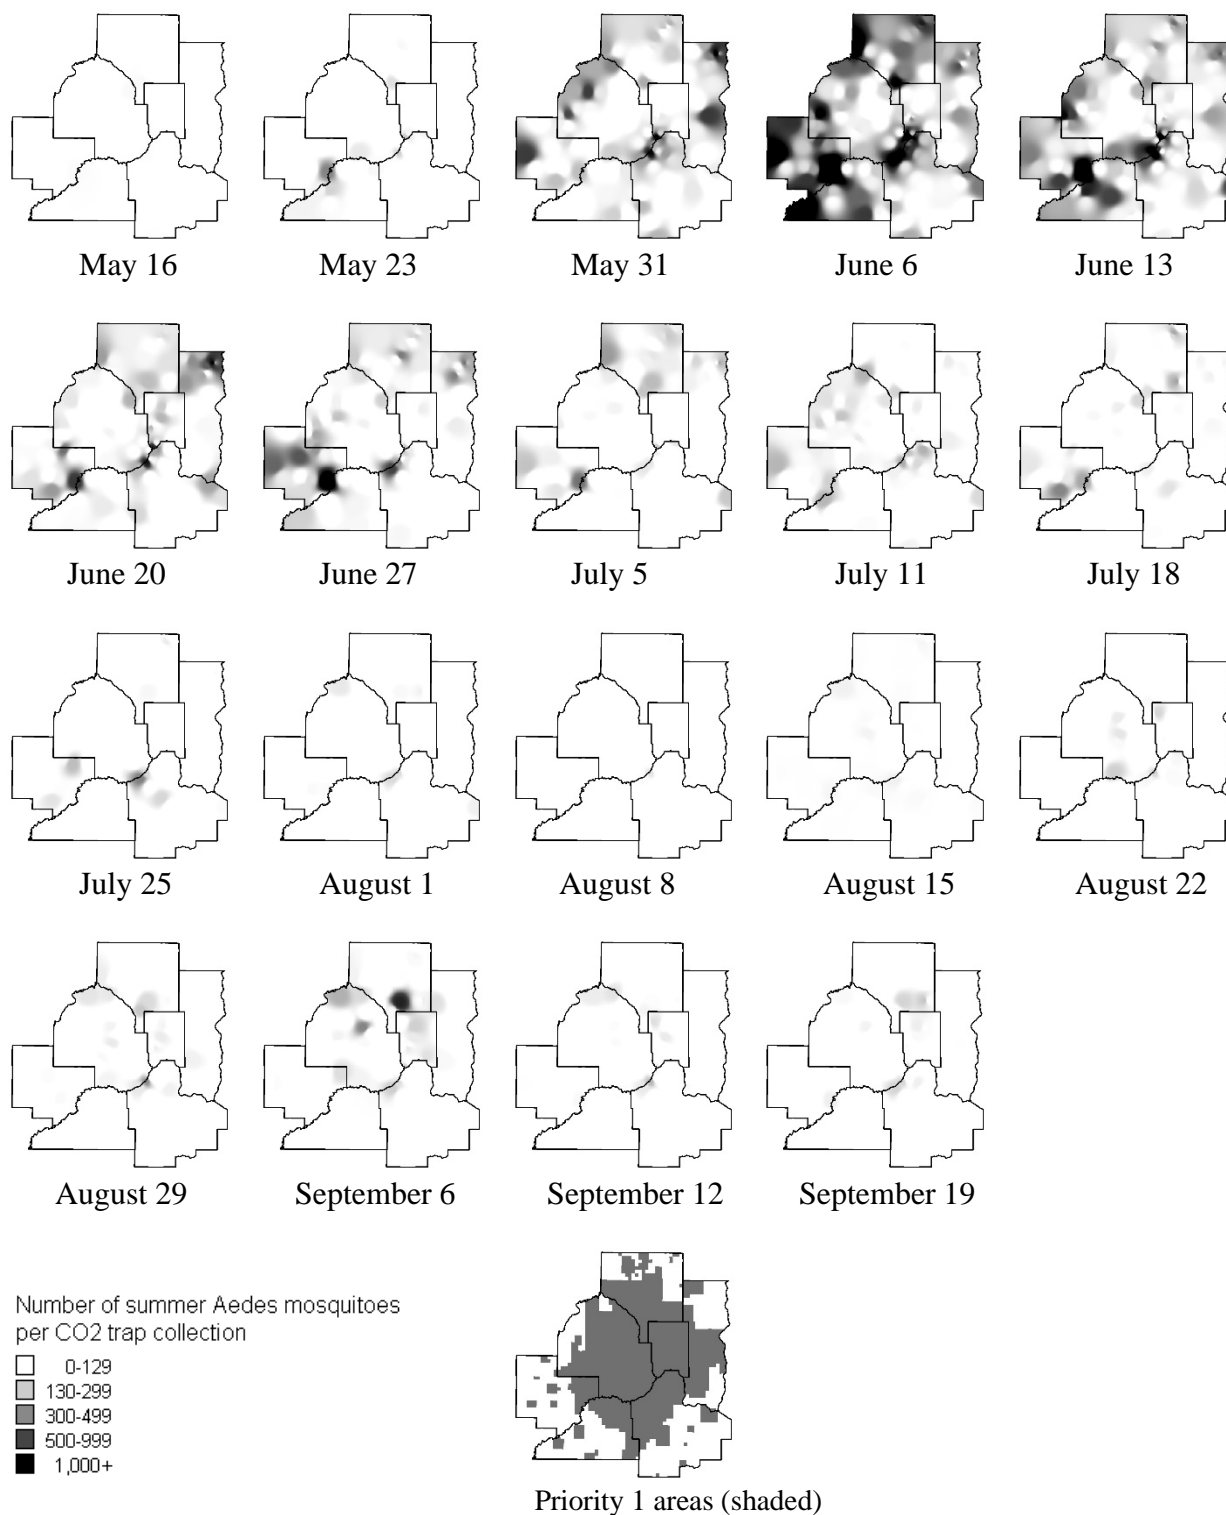 May 16
May 23
May 31
June 6
June 13
June 20
June 27
July 5
July 11
July 18
July 25
August 1
August 8
August 15
August 22
August 29
September 6
September 12
September 19
Number of summer Aedes mosquitoes
per CO2 trap collection
0-129
130-299
300-499
500-999
1,000+
Priority 1 areas (shaded)